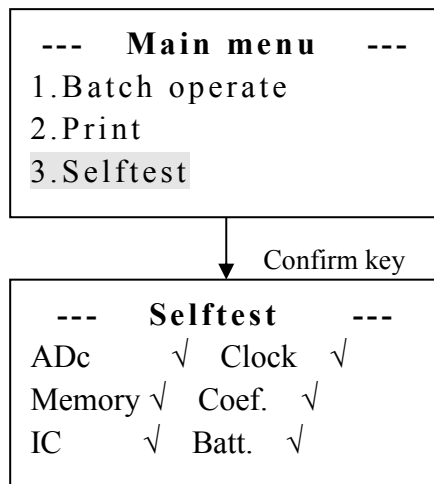 --- Main menu ---
1.Batch operate
2.Print
3.Selftest
Confirm key
--- Selftest ---
ADc √ Clock √
Memory √ Coef. √
IC √ Batt. √